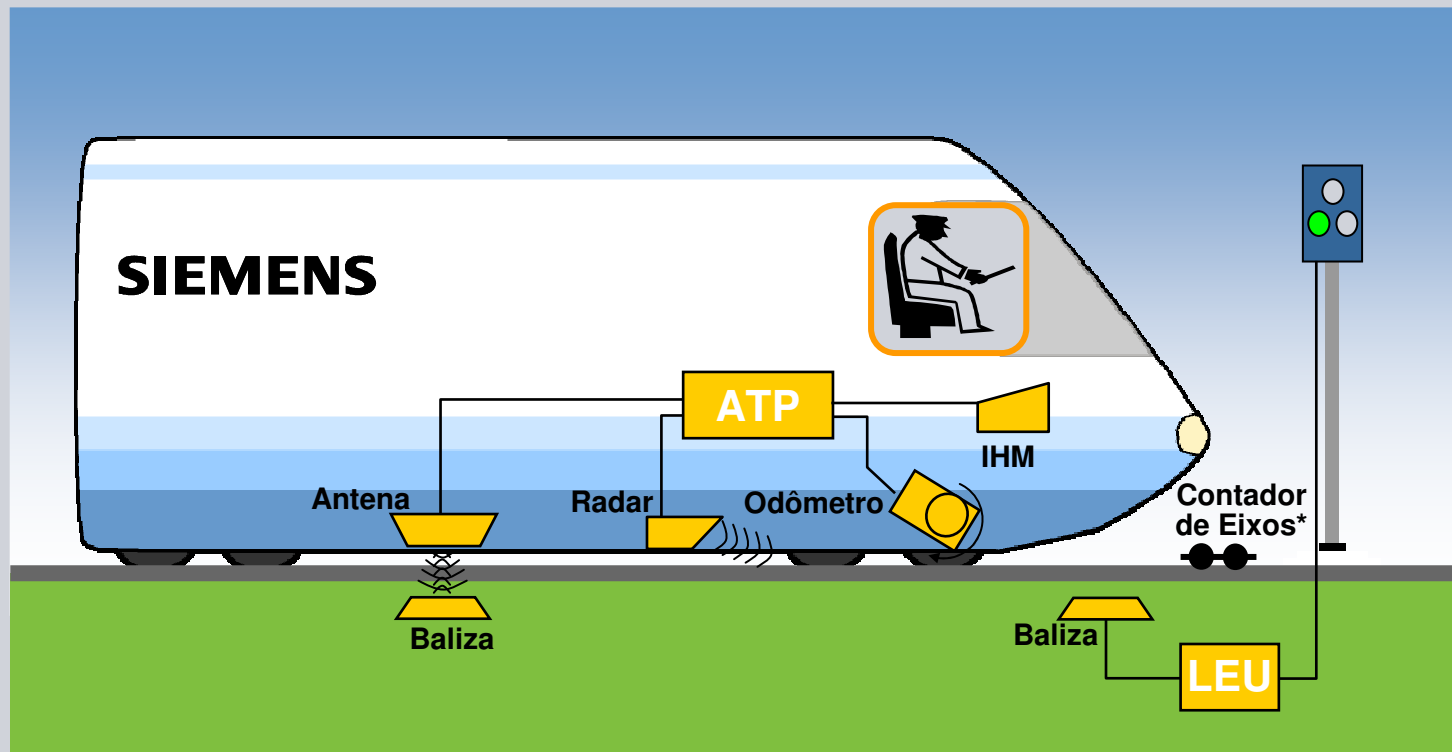 SIEMENS
ATP
IHM
Antena
Radar
Odômetro
Contador
de Eixos*
Baliza
Baliza
LEU